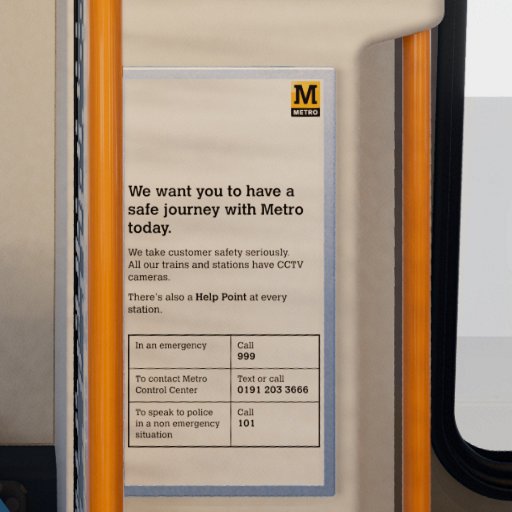 M
METRO
We want you to have a
safe journey with Metro
today.
We take customer safety seriously.
All our trains and stations have CCTV
cameras.
There's also a Help Point at every
station.
In an emergency
Call
999
To contact Metro
Control Center
Text or call
0191 203 3666
To speak to police
in a non emergency
situation
Call
101